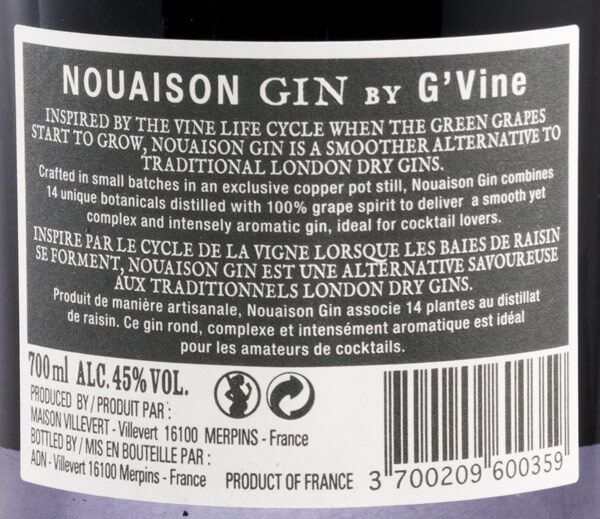 NOUAISON GIN BY G'Vine
INSPIRED BY THE VINE LIFE CYCLE WHEN THE GREEN GRAPES
START TO GROW, NOUAISON GIN IS A SMOOTHER ALTERNATIVE TO
TRADITIONAL LONDON DRY GINS.
Crafted in small batches in an exclusive copper pot still, Nouaison Gin combines
14 unique botanicals distilled with 100% grape spirit to deliver a smooth yet
complex and intensely aromatic gin, ideal for cocktail lovers.
INSPIRE PAR LE CYCLE DE LA VIGNE LORSQUE LES BAIES DE RAISIN
SE FORMENT, NOUAISON GIN EST UNE ALTERNATIVE SAVOUREUSE
AUX TRADITIONNELS LONDON DRY GINS.
Produit de manière artisanale, Nouaison Gin associe 14 plantes au distillat
de raisin. Ce gin rond, complexe et intensément aromatique est idéal
pour les amateurs de cocktails.
700ml ALC.45% VOL.
PRODUCED BY / PRODUIT PAR :
MAISON VILLEVERT - Villevert 16100 MERPINS - France
BOTTLED BY / MIS EN BOUTEILLE PAR :
ADN - Villevert 16100 Merpins - France PRODUCT OF FRANCE
3 700209 600359